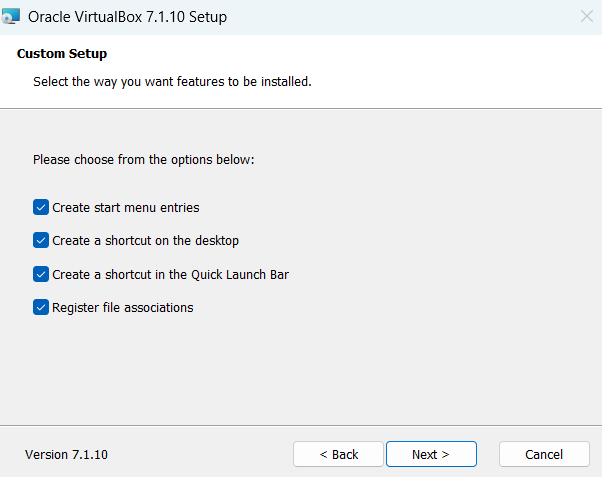 Oracle VirtualBox 7.1.10 Setup
Custom Setup
Select the way you want features to be installed.
Please choose from the options below:
Create start menu entries
Create a shortcut on the desktop
Create a shortcut in the Quick Launch Bar
Register file associations
Version 7.1.10
< Back
Next >
Cancel